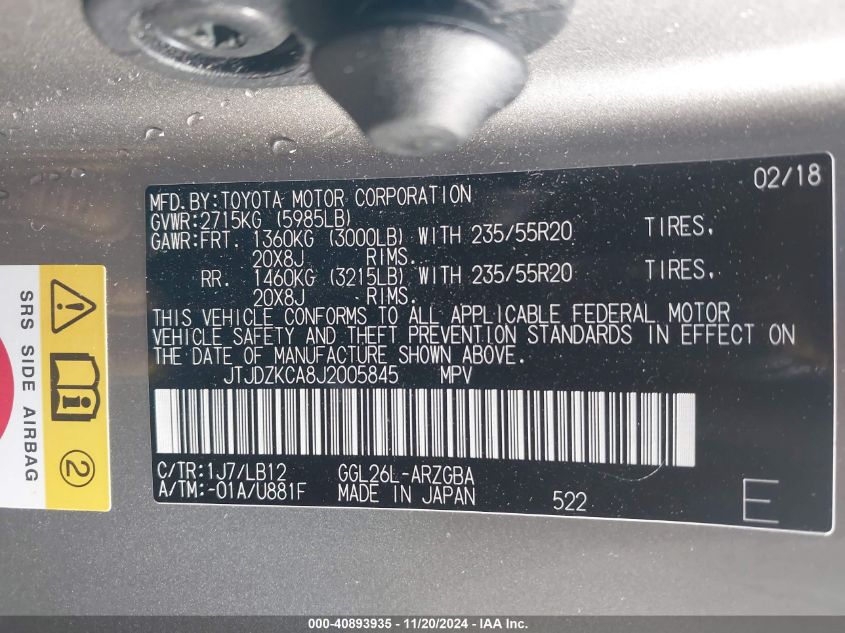 02/18
MFD.BY:TOYOTA MOTOR CORPORATION
GVWR:2715KG (5985LB)
GAWR:FRT. 1360KG (3000LB) WITH 235/55R20 TIRES,
20X8J RIMS.
RR. 1460KG (3215LB) WITH 235/55R20 TIRES,
20X8J RIMS.
THIS VEHICLE CONFORMS TO ALL APPLICABLE FEDERAL MOTOR
VEHICLE SAFETY AND THEFT PREVENTION STANDARDS IN EFFECT ON
THE DATE OF MANUFACTURE SHOWN ABOVE.
JTJDZKCA8J2005845 MPV
C/TR:1J7/LB12 GGL26L-ARZGBA
A/TM:-01A/U881F MADE IN JAPAN 522 E
SRS SIDE AIRBAG
2
000-40893935 - 11/20/2024 - IAA Inc.